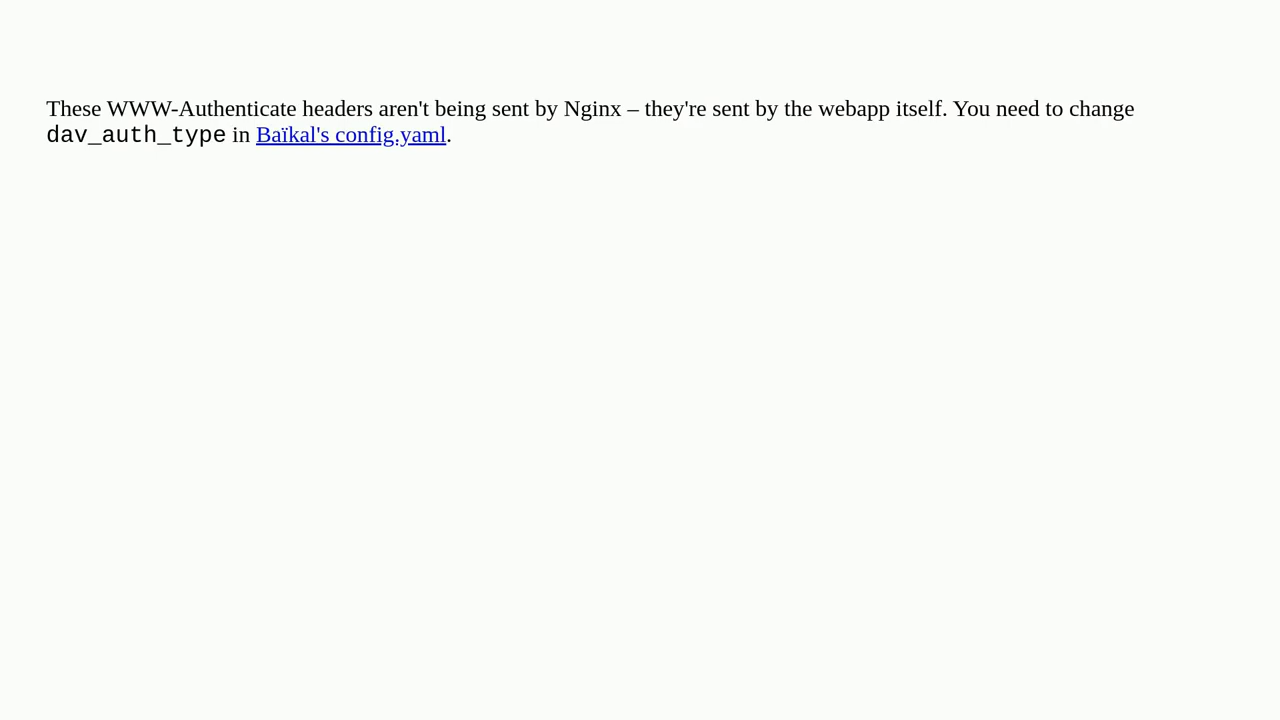 These WWW-Authenticate headers aren't being sent by Nginx – they're sent by the webapp itself. You need to change
dav_auth_type in Baïkal's config.yaml.